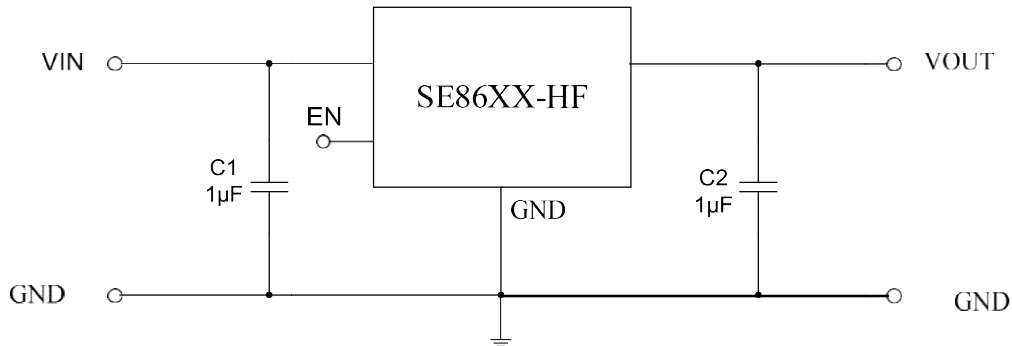 VIN
VOUT
SE86XX-HF
EN
C1
1µF
C2
1µF
GND
GND
GND